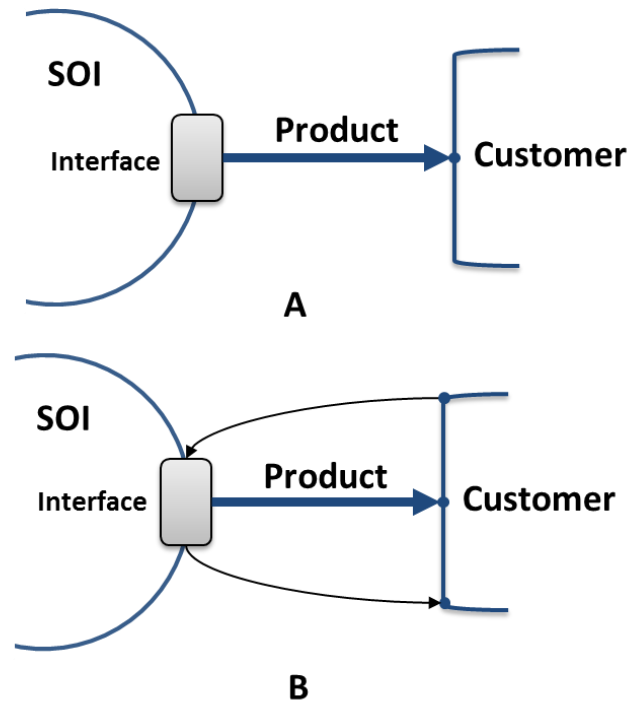 SOI
Product
Interface
Customer
A
SOI
Product
Interface
Customer
B